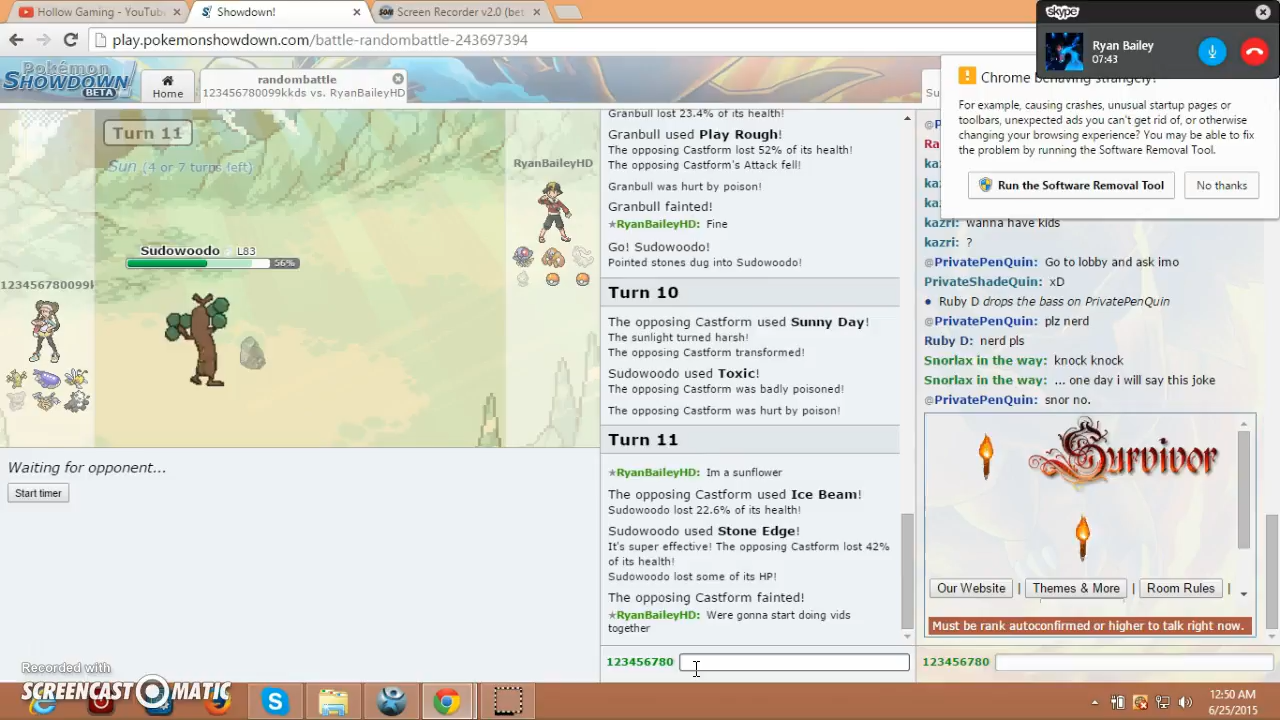 Hollow Gaming - YouTube
Showdown!
Screen Recorder v2.0 (bet
play.pokemonshowdown.com/battle-randombattle-243697394
skype
Ryan Bailey
07:43
Chrome behaving strangely?
For example, causing crashes, unusual startup pages or
toolbars, unexpected ads you can't get rid of, or otherwise
changing your browsing experience? You may be able to fix
the problem by running the Software Removal Tool.
Run the Software Removal Tool
No thanks
Pokémon
SHOWDOWN
BETA
Home
randombattle
123456780099kkds vs. RyanBaileyHD
Su
Turn 11
Sun (4 or 7 turns left)
RyanBaileyHD
Sudowoodo L83
56%
123456780099k
Waiting for opponent...
Start timer
Granbull lost 23.4% of its health!
Granbull used Play Rough!
The opposing Castform lost 52% of its health!
The opposing Castform's Attack fell!
Granbull was hurt by poison!
Granbull fainted!
★RyanBaileyHD: Fine
Go! Sudowoodo!
Pointed stones dug into Sudowoodo!
Turn 10
The opposing Castform used Sunny Day!
The sunlight turned harsh!
The opposing Castform transformed!
Sudowoodo used Toxic!
The opposing Castform was badly poisoned!
The opposing Castform was hurt by poison!
Turn 11
★RyanBaileyHD: Im a sunflower
The opposing Castform used Ice Beam!
Sudowoodo lost 22.6% of its health!
Sudowoodo used Stone Edge!
It's super effective! The opposing Castform lost 42%
of its health!
Sudowoodo lost some of its HP!
The opposing Castform fainted!
★RyanBaileyHD: Were gonna start doing vids
together
123456780
@P
Ra
ka
ka
ka
kazri: wanna have kids
kazri: ?
@PrivatePenQuin: Go to lobby and ask imo
PrivateShadeQuin: xD
• Ruby D drops the bass on PrivatePenQuin
@PrivatePenQuin: plz nerd
Ruby D: nerd pls
Snorlax in the way: knock knock
Snorlax in the way: ... one day i will say this joke
@PrivatePenQuin: snor no.
Survivor
Our Website | Themes & More | Room Rules |
Must be rank autoconfirmed or higher to talk right now.
123456780
Recorded with
SCREENCAST MATIC
12:50 AM
6/25/2015